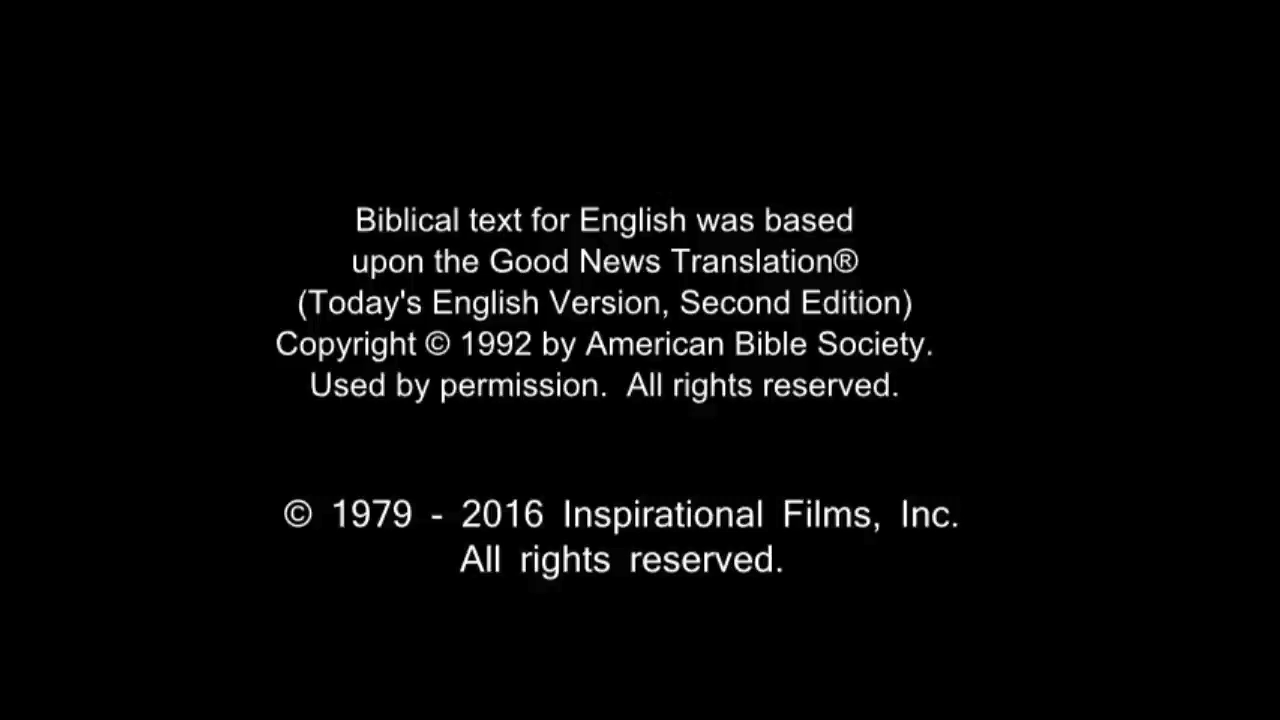 Biblical text for English was based
upon the Good News Translation®
(Today's English Version, Second Edition)
Copyright © 1992 by American Bible Society.
Used by permission.  All rights reserved.
© 1979 - 2016 Inspirational Films, Inc.
All rights reserved.